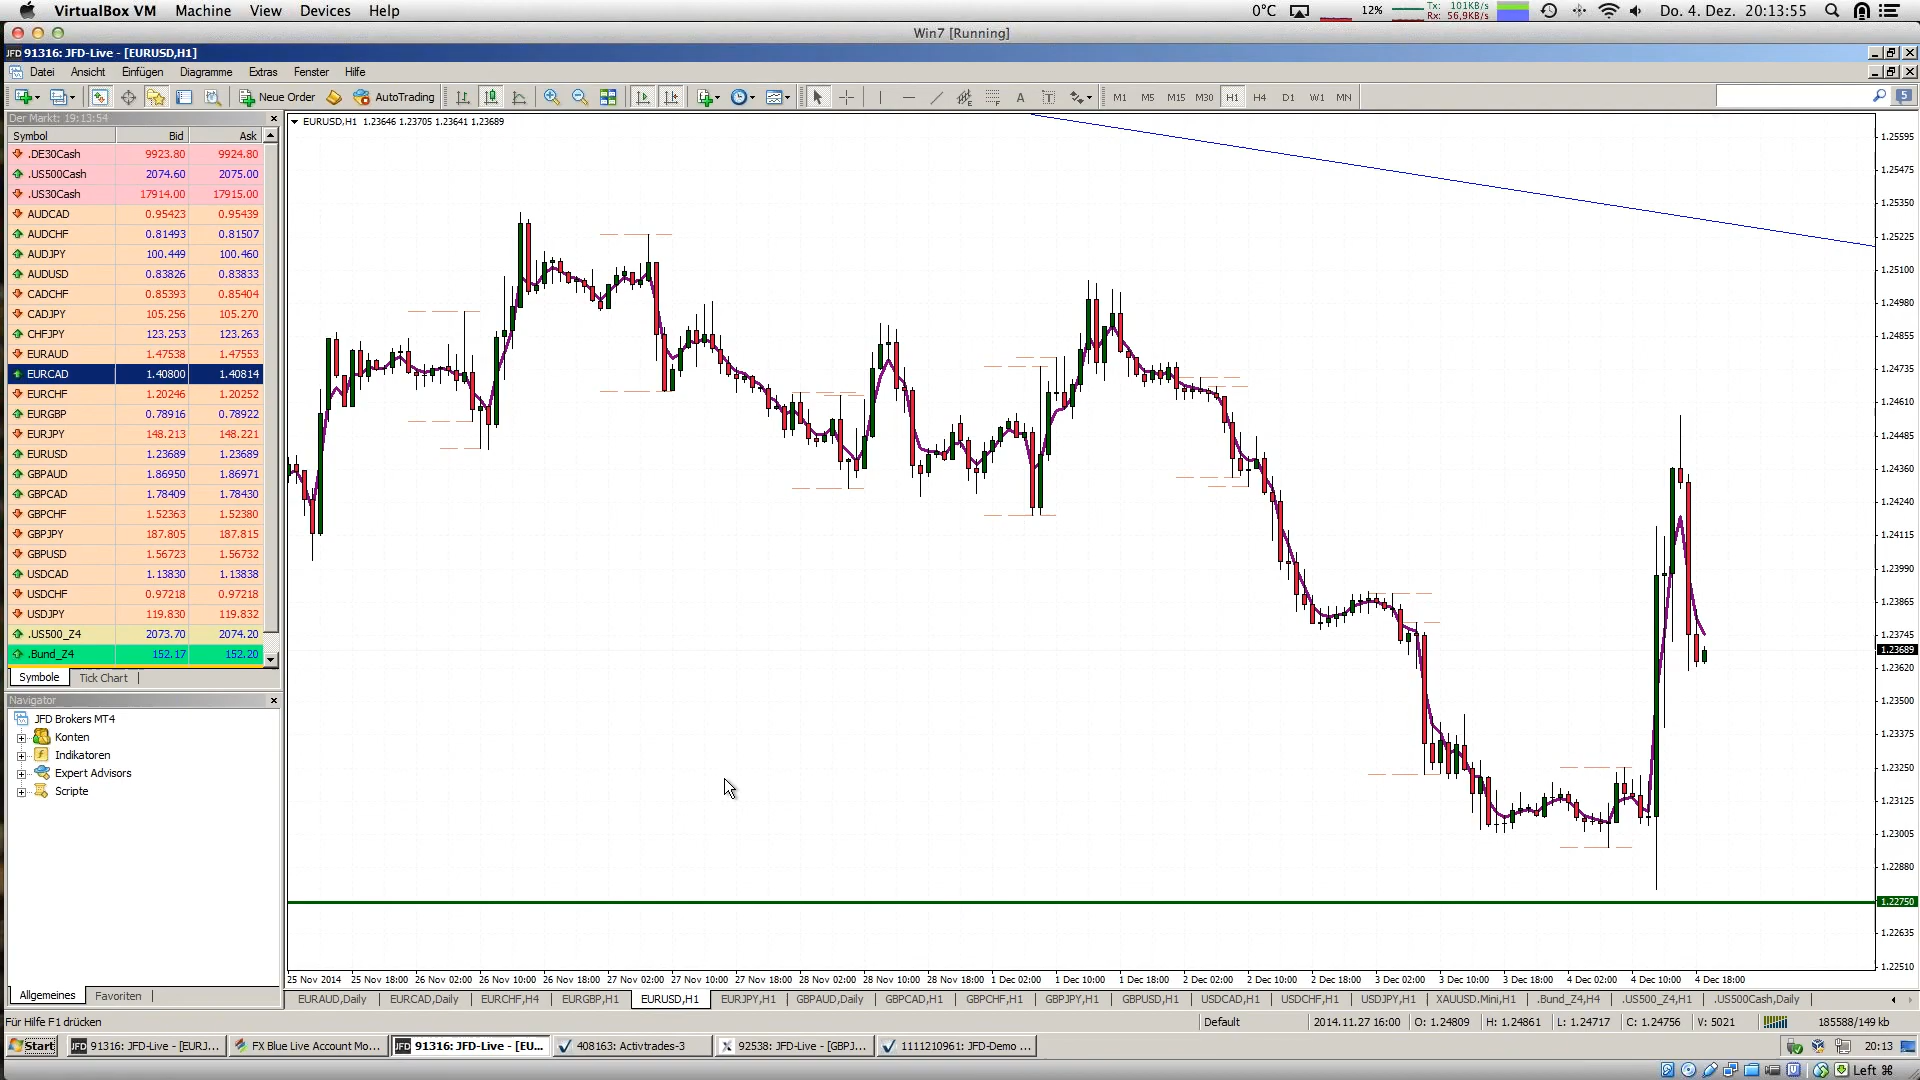 VirtualBox VM Machine View Devices Help 0°C 12% Tx: 101KB/s Rx: 56,9KB/s Do. 4. Dez. 20:13:55
Win7 [Running]
JFD 91316: JFD-Live - [EURUSD,H1]
Datei Ansicht Einfügen Diagramme Extras Fenster Hilfe
Neue Order AutoTrading A T M1 M5 M15 M30 H1 H4 D1 W1 MN 5
Der Markt: 19:13:54
Symbol Bid Ask
.DE30Cash 9923.80 9924.80
.US500Cash 2074.60 2075.00
.US30Cash 17914.00 17915.00
AUDCAD 0.95423 0.95439
AUDCHF 0.81493 0.81507
AUDJPY 100.449 100.460
AUDUSD 0.83826 0.83833
CADCHF 0.85393 0.85404
CADJPY 105.256 105.270
CHFJPY 123.253 123.263
EURAUD 1.47538 1.47553
EURCAD 1.40800 1.40814
EURCHF 1.20246 1.20252
EURGBP 0.78916 0.78922
EURJPY 148.213 148.221
EURUSD 1.23689 1.23689
GBPAUD 1.86950 1.86971
GBPCAD 1.78409 1.78430
GBPCHF 1.52363 1.52380
GBPJPY 187.805 187.815
GBPUSD 1.56723 1.56732
USDCAD 1.13830 1.13838
USDCHF 0.97218 0.97218
USDJPY 119.830 119.832
.US500_Z4 2073.70 2074.20
.Bund_Z4 152.17 152.20
Symbole Tick Chart
Navigator
JFD Brokers MT4
Konten
Indikatoren
Expert Advisors
Scripte
Allgemeines Favoriten
EURUSD,H1 1.23646 1.23705 1.23641 1.23689
1.25595
1.25475
1.25350
1.25225
1.25100
1.24980
1.24855
1.24735
1.24610
1.24485
1.24360
1.24240
1.24115
1.23990
1.23865
1.23745
1.23689
1.23620
1.23500
1.23375
1.23250
1.23125
1.23005
1.22880
1.22750
1.22635
1.22510
25 Nov 2014 25 Nov 18:00 26 Nov 02:00 26 Nov 10:00 26 Nov 18:00 27 Nov 02:00 27 Nov 10:00 27 Nov 18:00 28 Nov 02:00 28 Nov 10:00 28 Nov 18:00 1 Dec 02:00 1 Dec 10:00 1 Dec 18:00 2 Dec 02:00 2 Dec 10:00 2 Dec 18:00 3 Dec 02:00 3 Dec 10:00 3 Dec 18:00 4 Dec 02:00 4 Dec 10:00 4 Dec 18:00
EURAUD,Daily EURCAD,Daily EURCHF,H4 EURGBP,H1 EURUSD,H1 EURJPY,H1 GBPAUD,Daily GBPCAD,H1 GBPCHF,H1 GBPJPY,H1 GBPUSD,H1 USDCAD,H1 USDCHF,H1 USDJPY,H1 XAUUSD.Mini,H1 .Bund_Z4,H4 .US500_Z4,H1 .US500Cash,Daily
Für Hilfe F1 drücken Default 2014.11.27 16:00 O: 1.24809 H: 1.24861 L: 1.24717 C: 1.24756 V: 5021 185588/149 kb
Start JFD 91316: JFD-Live - [EURJ... FX Blue Live Account Mo... JFD 91316: JFD-Live - [EU... 408163: Activtrades-3 92538: JFD-Live - [GBPJ... 1111210961: JFD-Demo ... 20:13
Left ⌘